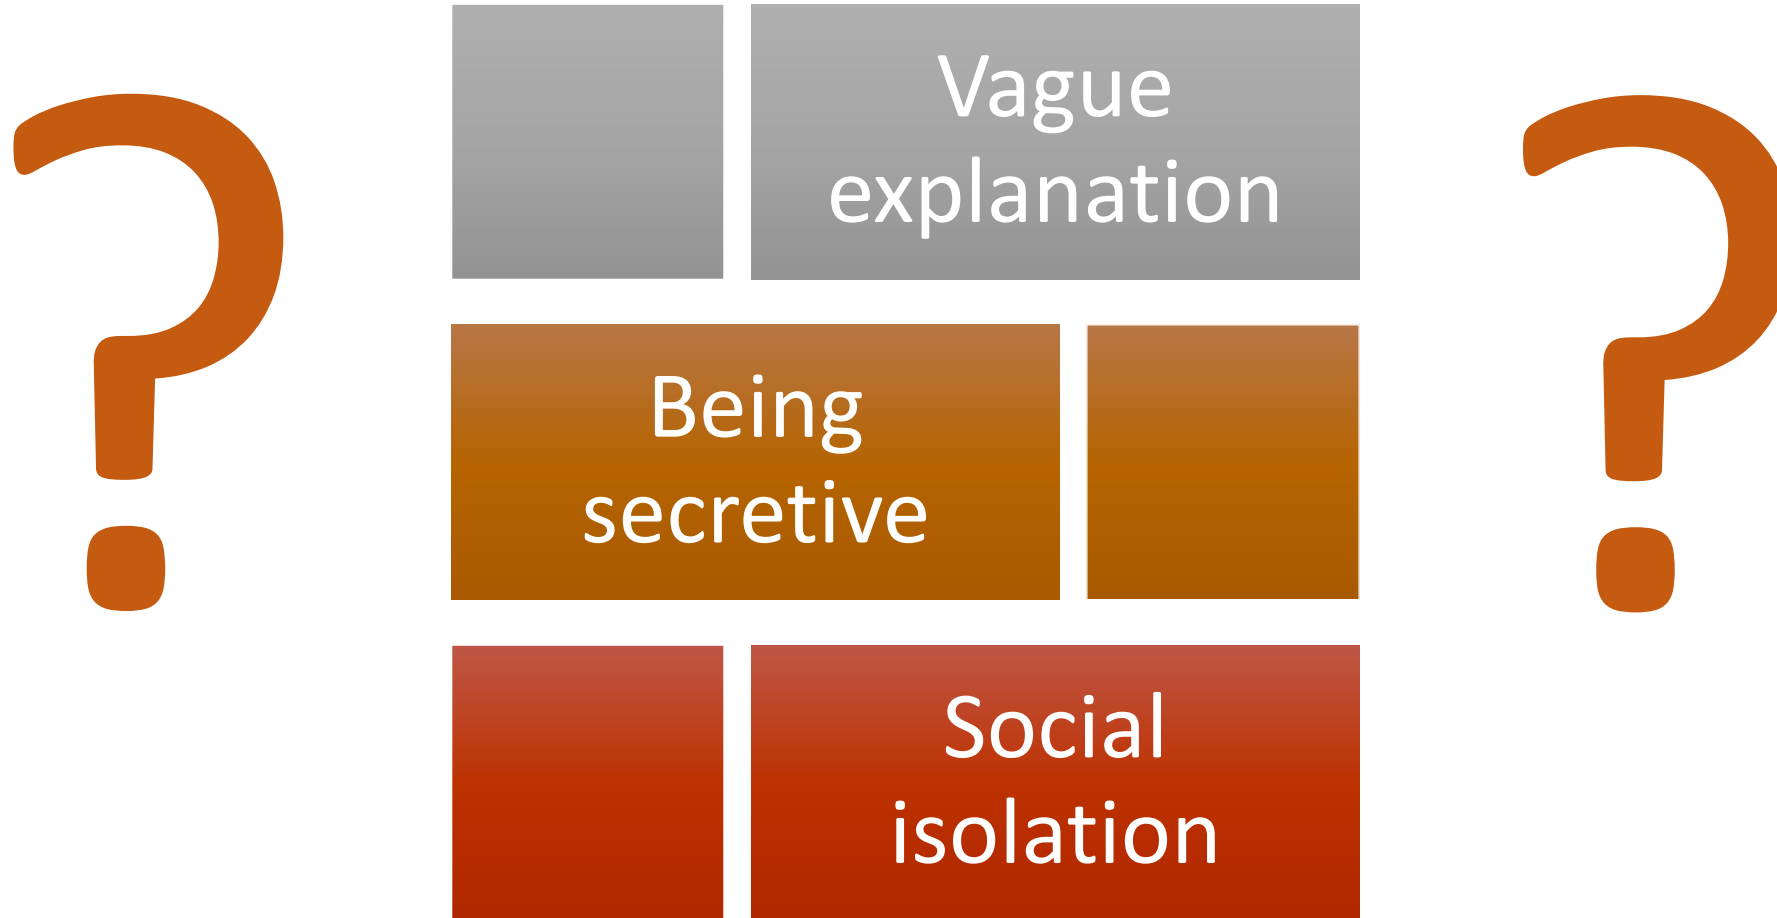 ?
Vague
explanation
?
Being
secretive
Social
isolation